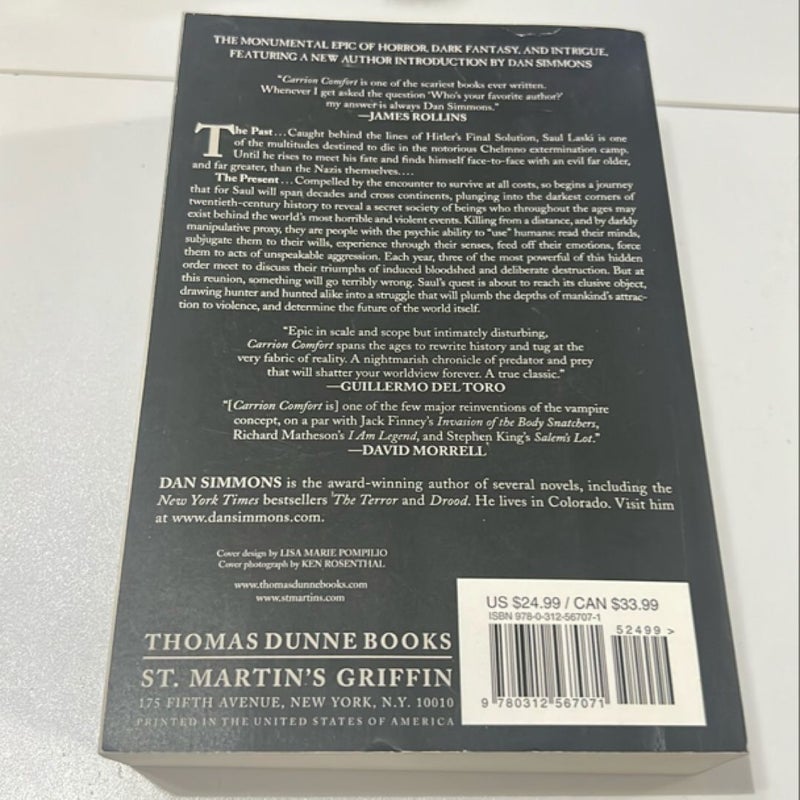 THE MONUMENTAL EPIC OF HORROR, DARK FANTASY, AND INTRIGUE,
FEATURING A NEW AUTHOR INTRODUCTION BY DAN SIMMONS
"Carrion Comfort is one of the scariest books ever written.
Whenever I get asked the question 'Who's your favorite author?'
my answer is always Dan Simmons."
—JAMES ROLLINS
The Past...Caught behind the lines of Hitler's Final Solution, Saul Laski is one
of the multitudes destined to die in the notorious Chelmno extermination camp.
Until he rises to meet his fate and finds himself face-to-face with an evil far older,
and far greater, than the Nazis themselves....
The Present...Compelled by the encounter to survive at all costs, so begins a journey
that for Saul will span decades and cross continents, plunging into the darkest corners of
twentieth-century history to reveal a secret society of beings who throughout the ages may
exist behind the world's most horrible and violent events. Killing from a distance, and by darkly
manipulative proxy, they are people with the psychic ability to "use" humans: read their minds,
subjugate them to their wills, experience through their senses, feed off their emotions, force
them to acts of unspeakable aggression. Each year, three of the most powerful of this hidden
order meet to discuss their triumphs of induced bloodshed and deliberate destruction. But at
this reunion, something will go terribly wrong. Saul's quest is about to reach its elusive object,
drawing hunter and hunted alike into a struggle that will plumb the depths of mankind's attrac-
tion to violence, and determine the future of the world itself.
"Epic in scale and scope but intimately disturbing,
Carrion Comfort spans the ages to rewrite history and tug at the
very fabric of reality. A nightmarish chronicle of predator and prey
that will shatter your worldview forever. A true classic."
—GUILLERMO DEL TORO
"[Carrion Comfort is] one of the few major reinventions of the vampire
concept, on a par with Jack Finney's Invasion of the Body Snatchers,
Richard Matheson's I Am Legend, and Stephen King's Salem's Lot."
—DAVID MORRELL
DAN SIMMONS is the award-winning author of several novels, including the
New York Times bestsellers The Terror and Drood. He lives in Colorado. Visit him
at www.dansimmons.com.
Cover design by LISA MARIE POMPILIO
Cover photograph by KEN ROSENTHAL
www.thomasdunnebooks.com
www.stmartins.com
THOMAS DUNNE BOOKS
ST. MARTIN'S GRIFFIN
175 FIFTH AVENUE, NEW YORK, N.Y. 10010
PRINTED IN THE UNITED STATES OF AMERICA
US $24.99 / CAN $33.99
ISBN 978-0-312-56707-1
52499>
9 780312 567071